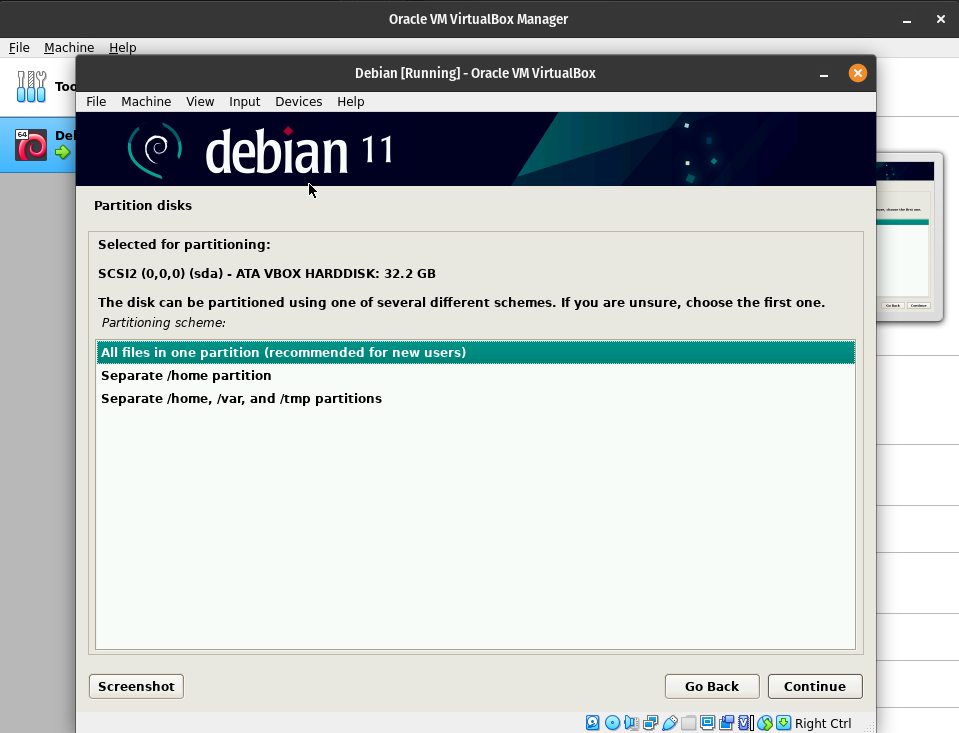 Oracle VM VirtualBox Manager
File Machine Help
Debian [Running] - Oracle VM VirtualBox
File Machine View Input Devices Help
64
debian 11
Partition disks
Selected for partitioning:
SCSI2 (0,0,0) (sda) - ATA VBOX HARDDISK: 32.2 GB
The disk can be partitioned using one of several different schemes. If you are unsure, choose the first one.
Partitioning scheme:
All files in one partition (recommended for new users)
Separate /home partition
Separate /home, /var, and /tmp partitions
Screenshot
Go Back
Continue
Right Ctrl